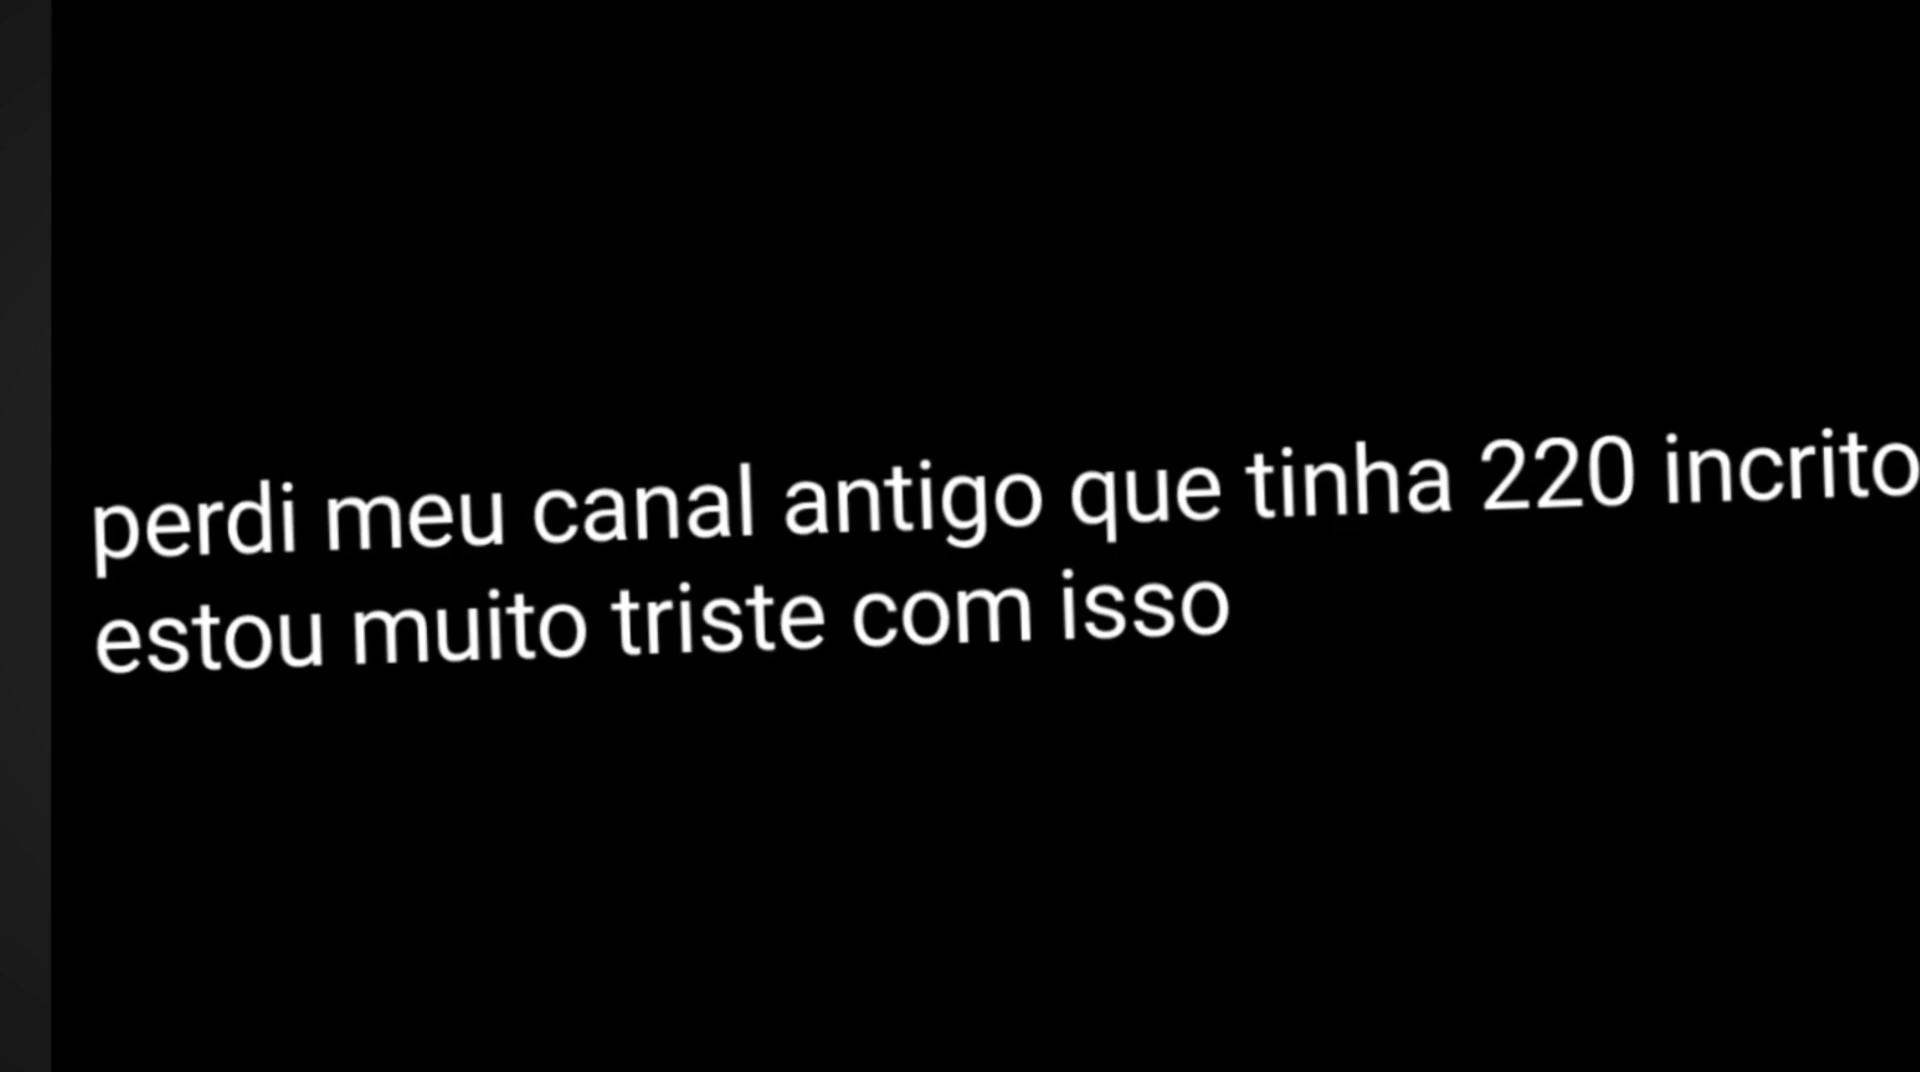 perdi meu canal antigo que tinha 220 incrito
estou muito triste com isso